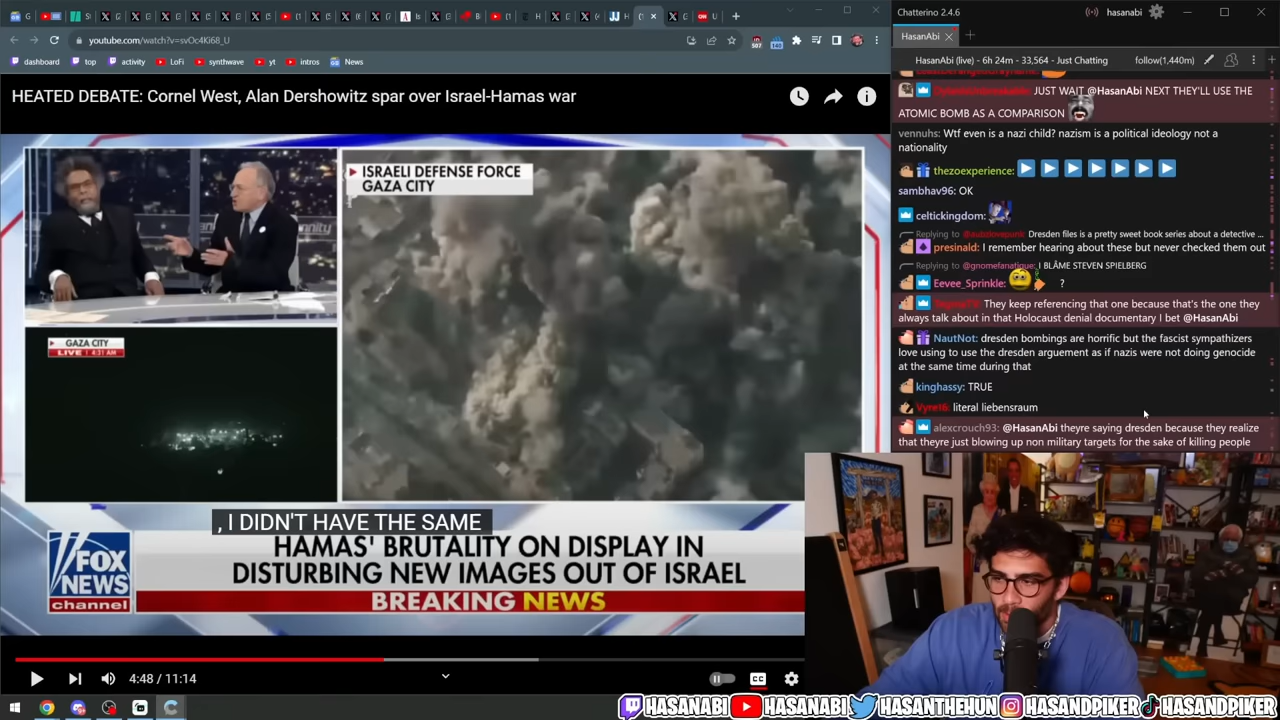 youtube.com/watch?v=svOc4Ki68_U
dashboard
top
activity
LoFi
synthwave
yt
intros
News
HEATED DEBATE: Cornel West, Alan Dershowitz spar over Israel-Hamas war
ISRAELI DEFENSE FORCE
GAZA CITY
GAZA CITY
LIVE 4:31 AM
, I DIDN'T HAVE THE SAME
HAMAS' BRUTALITY ON DISPLAY IN
DISTURBING NEW IMAGES OUT OF ISRAEL
BREAKING NEWS
FOX
NEWS
channel
4:48 / 11:14
Chatterino 2.4.6
hasanabi
HasanAbi
HasanAbi (live) - 6h 24m - 33,564 - Just Chatting
follow(1,440m)
JUST WAIT @HasanAbi NEXT THEY'LL USE THE
ATOMIC BOMB AS A COMPARISON
vennuhs: Wtf even is a nazi child? nazism is a political ideology not a
nationality
thezoexperience:
sambhav96: OK
celtickingdom:
Replying to @autislovepunk: Dresden files is a pretty sweet book series about a detective ...
presinald: I remember hearing about these but never checked them out
Replying to @gnomefanatique: I BLAME STEVEN SPIELBERG
Eevee_Sprinkle: ?
They keep referencing that one because that's the one they
always talk about in that Holocaust denial documentary I bet @HasanAbi
NautNot: dresden bombings are horrific but the fascist sympathizers
love using to use the dresden arguement as if nazis were not doing genocide
at the same time during that
kinghassy: TRUE
Vyre16: literal liebensraum
alexcrouch93: @HasanAbi theyre saying dresden because they realize
that theyre just blowing up non military targets for the sake of killing people
HASANABI
HASANABI
HASANTHEHUN
HASANDPIKER
HASANDPIKER